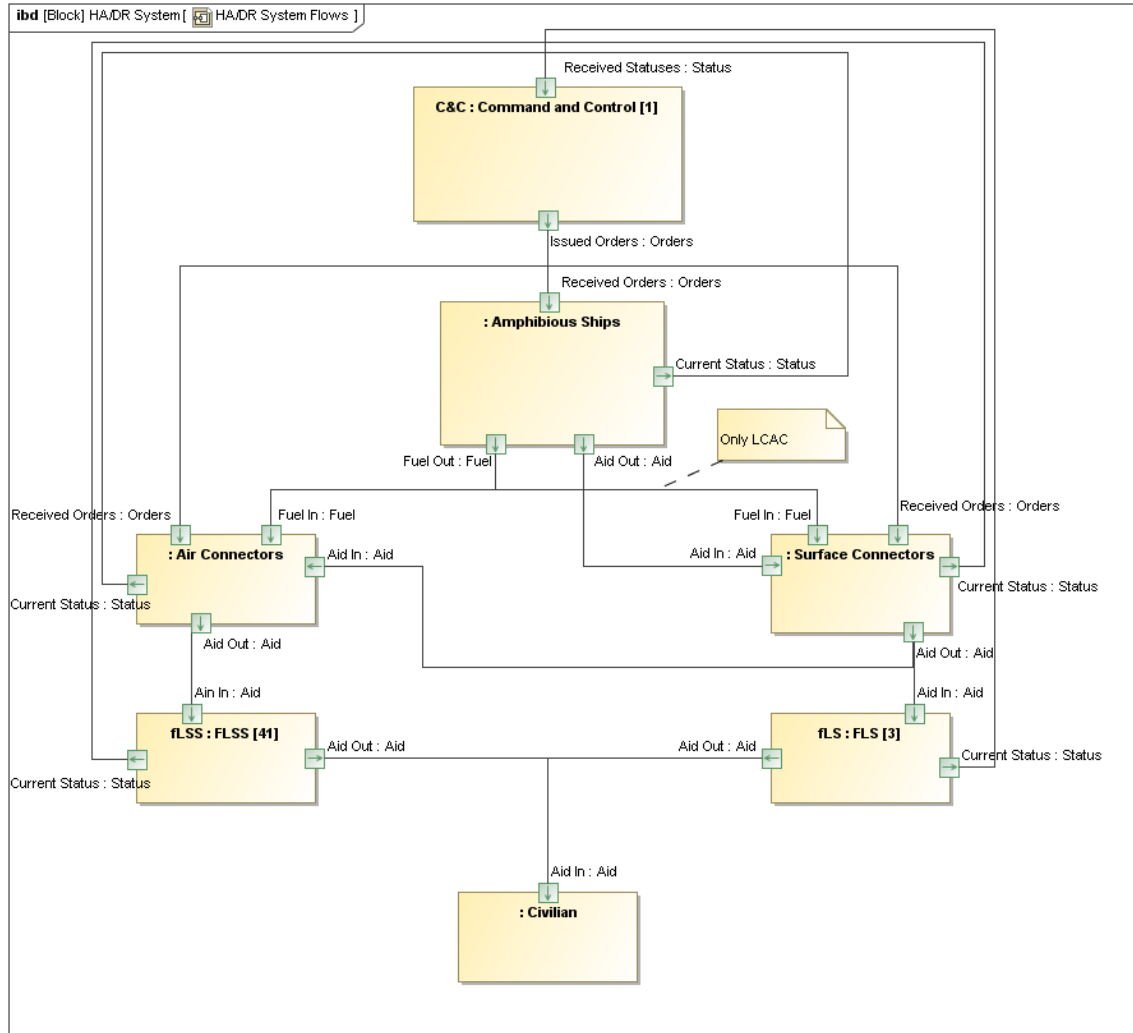 ibd [Block] HA/DR System [ HA/DR System Flows ]
Received Statuses : Status
C&C : Command and Control [1]
Issued Orders : Orders
Received Orders : Orders
: Amphibious Ships
Current Status : Status
Only LCAC
Fuel Out : Fuel
Aid Out : Aid
Received Orders : Orders
Fuel In : Fuel
Fuel In : Fuel
Received Orders : Orders
: Air Connectors
Aid In : Aid
Aid In : Aid
: Surface Connectors
Current Status : Status
Current Status : Status
Aid Out : Aid
Aid Out : Aid
Ain In : Aid
Aid In : Aid
fLSS : FLSS [41]
Aid Out : Aid
Aid Out : Aid
fLS : FLS [3]
Current Status : Status
Current Status : Status
Aid In : Aid
: Civilian